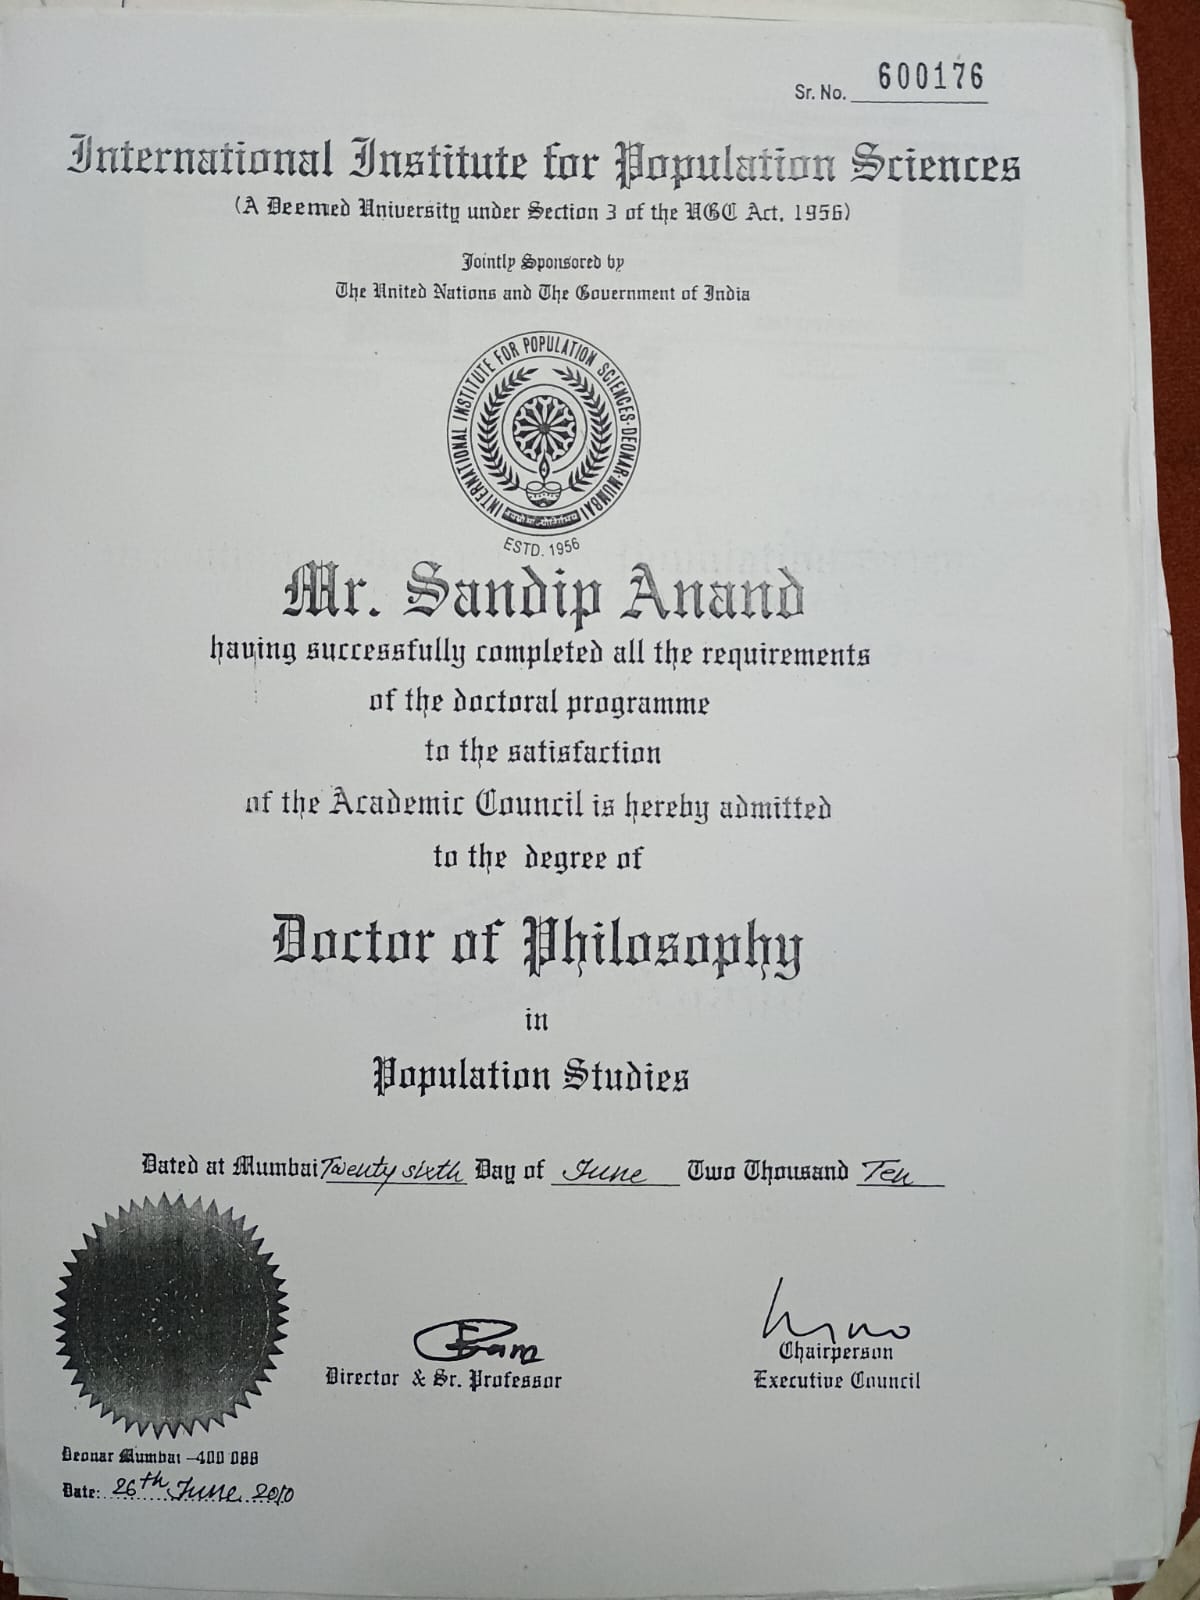 Sr. No. 600176
International Institute for Population Sciences
(A Deemed University under Section 3 of the UGC Act, 1956)
Jointly Sponsored by
The United Nations and The Government of India
INTERNATIONAL INSTITUTE FOR POPULATION SCIENCES·DEONAR·MUMBAI
ESTD. 1956
Mr. Sandip Anand
having successfully completed all the requirements
of the doctoral programme
to the satisfaction
of the Academic Council is hereby admitted
to the degree of
Doctor of Philosophy
in
Population Studies
Dated at Mumbai Twenty sixth Day of June Two Thousand Ten
Director & Sr. Professor
Chairperson
Executive Council
Deonar Mumbai -400 088
Date: 26th June 2010